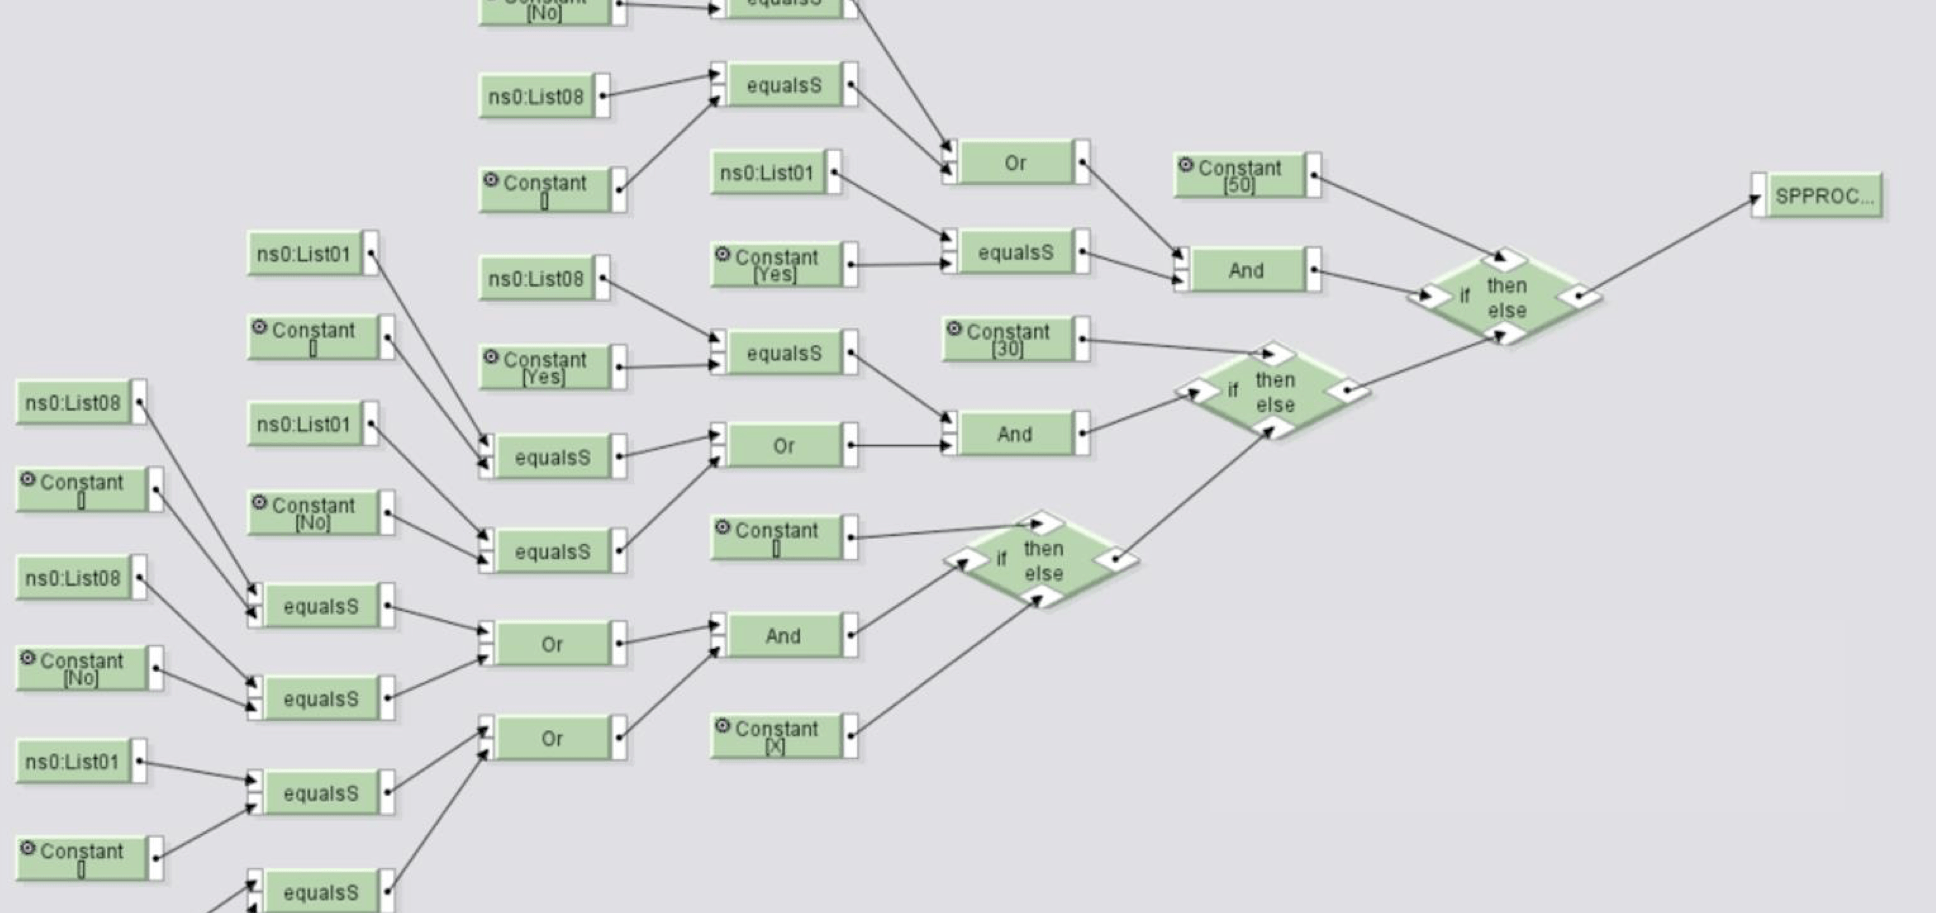 Constant
[No]
equalsS
ns0:List08
equalsS
Constant
[]
ns0:List01
Or
Constant
[50]
SPPROC...
ns0:List01
ns0:List08
Constant
[Yes]
equalsS
And
if then
else
Constant
[]
Constant
[Yes]
equalsS
Constant
[30]
if then
else
ns0:List08
ns0:List01
equalsS
Or
And
Constant
[]
Constant
[No]
equalsS
Constant
[]
if then
else
ns0:List08
equalsS
Or
And
Constant
[No]
equalsS
ns0:List01
equalsS
Or
Constant
[X]
Constant
[]
equalsS